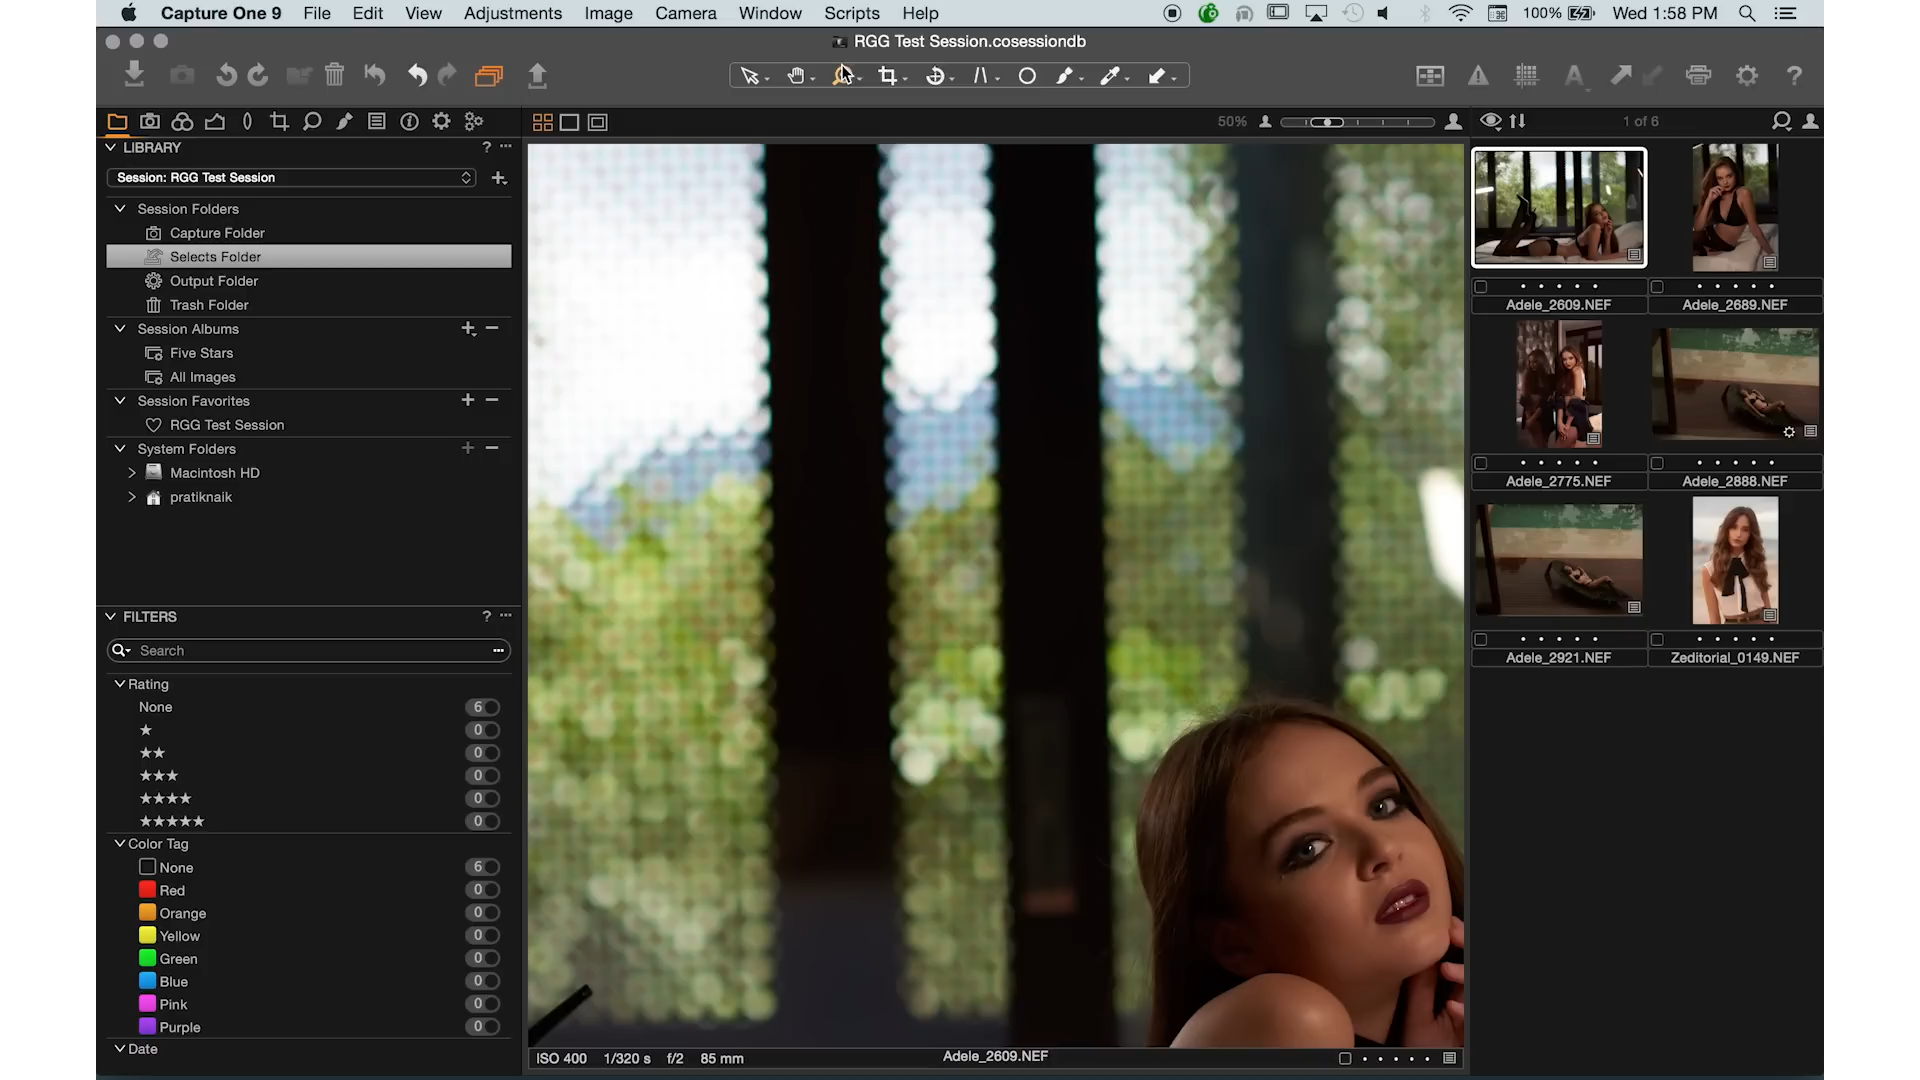 Capture One 9 File Edit View Adjustments Image Camera Window Scripts Help 100% Wed 1:58 PM
RGG Test Session.cosessiondb
50% 1 of 6
LIBRARY ?
Session: RGG Test Session
Session Folders
Capture Folder
Selects Folder
Output Folder
Trash Folder
Session Albums
Five Stars
All Images
Session Favorites
RGG Test Session
System Folders
Macintosh HD
pratiknaik
FILTERS ?
Search
Rating
None 6
★ 0
★★ 0
★★★ 0
★★★★ 0
★★★★★ 0
Color Tag
None 6
Red 0
Orange 0
Yellow 0
Green 0
Blue 0
Pink 0
Purple 0
Date
ISO 400 1/320 s f/2 85 mm Adele_2609.NEF
Adele_2609.NEF Adele_2689.NEF
Adele_2775.NEF Adele_2888.NEF
Adele_2921.NEF Zeditorial_0149.NEF